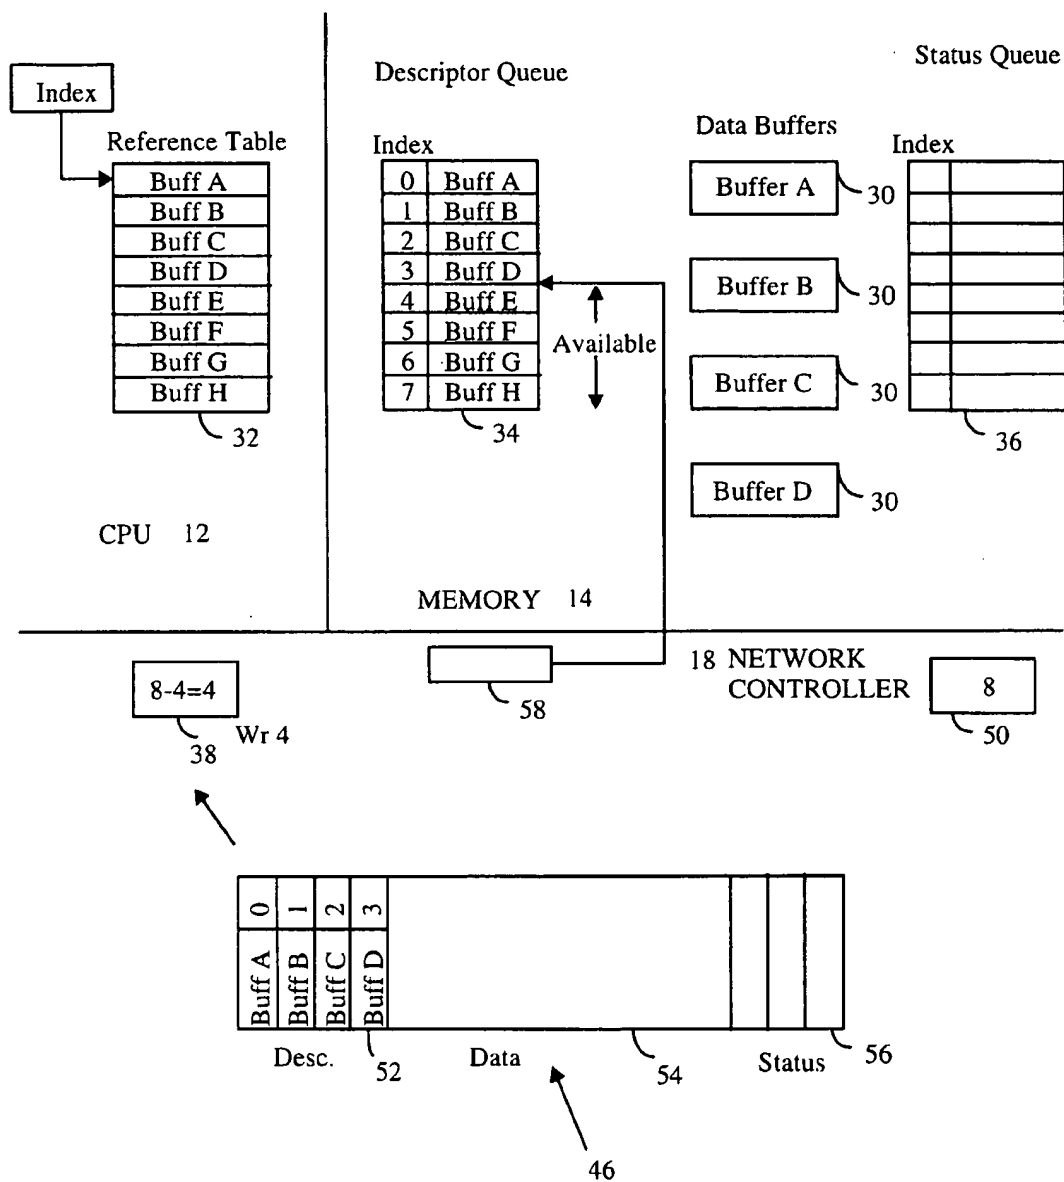 Index
Reference Table
Buff A
Buff B
Buff C
Buff D
Buff E
Buff F
Buff G
Buff H
32
CPU 12
Descriptor Queue
Index
0 Buff A
1 Buff B
2 Buff C
3 Buff D
4 Buff E
5 Buff F
6 Buff G
7 Buff H
34
Available
MEMORY 14
Data Buffers
Buffer A 30
Buffer B 30
Buffer C 30
Buffer D 30
Status Queue
Index
36
8-4=4
38
Wr 4
58
18 NETWORK
CONTROLLER
8
50
0 1 2 3
Buff A
Buff B
Buff C
Buff D
Desc.
52
Data
54
Status
56
46